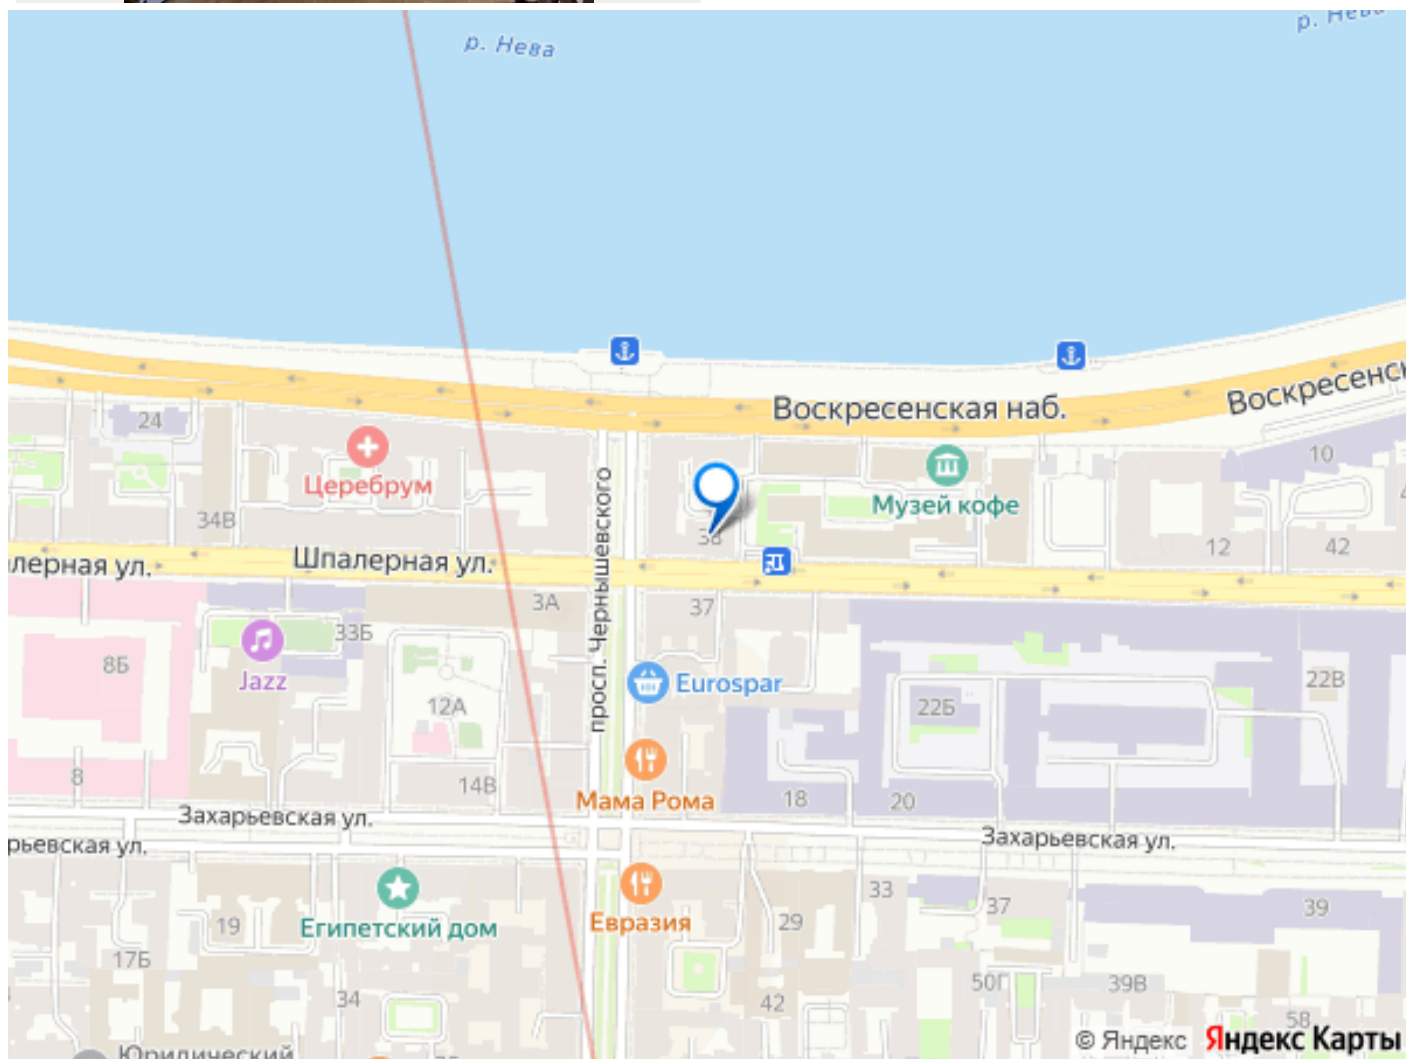 р. Нева
р. Нева
Воскресенская наб.
Воскресенск
24
Церебрум
Музей кофе
10
34В
просп. Чернышевского
38
12
42
лерная ул.
Шпалерная ул.
3А
37
33Б
8Б
Jazz
Eurospar
22В
12А
22Б
8
14В
Мама Рома
18
20
Захарьевская ул.
рьевская ул.
Захарьевская ул.
33
19
Египетский дом
Евразия
29
37
39
17Б
34
42
50Г
39В
58
Юридический
© Яндекс Яндекс Карты